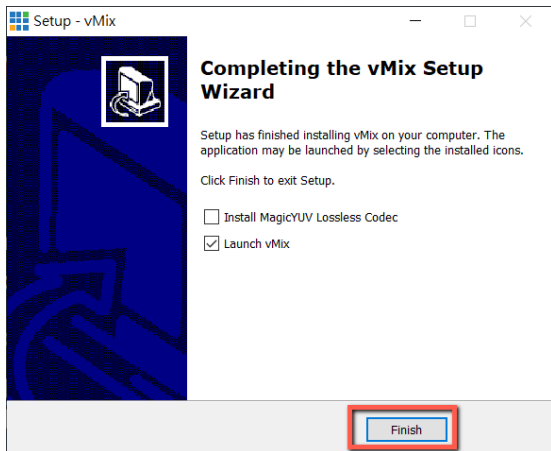 Setup - vMix
Completing the vMix Setup
Wizard
Setup has finished installing vMix on your computer. The
application may be launched by selecting the installed icons.
Click Finish to exit Setup.
Install MagicYUV Lossless Codec
Launch vMix
Finish